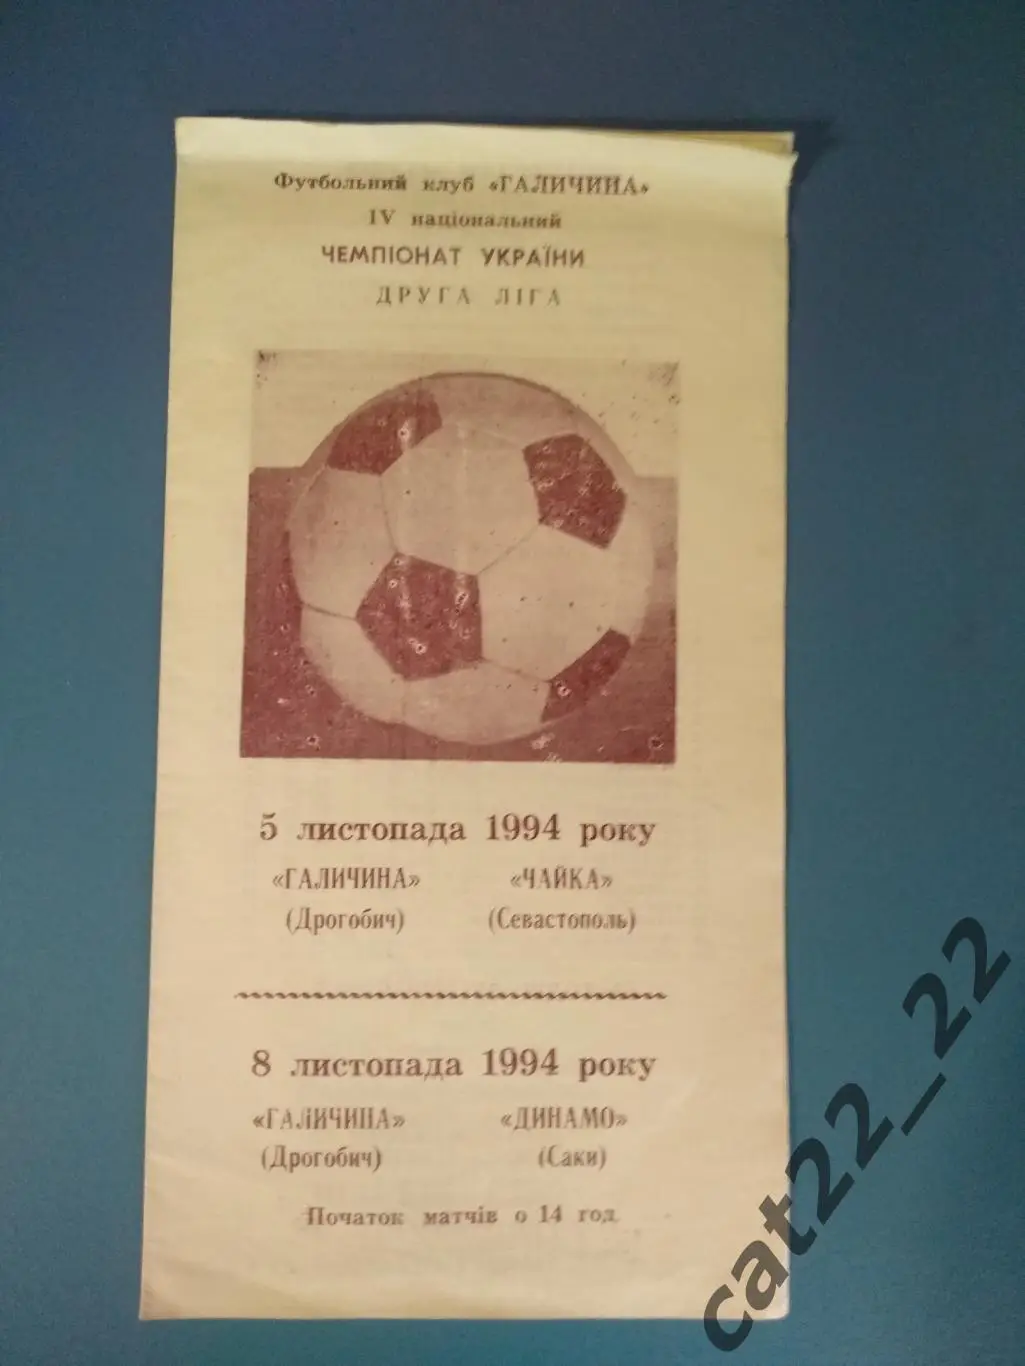 Футбольний клуб «ГАЛИЧИНА»
IV національний
ЧЕМПІОНАТ УКРАЇНИ
ДРУГА ЛІГА
5 листопада 1994 року
«ГАЛИЧИНА» «ЧАЙКА»
(Дрогобич) (Севастополь)
8 листопада 1994 року
«ГАЛИЧИНА» «ДИНАМО»
(Дрогобич) (Саки)
Початок матчів о 14 год.
cat22_22